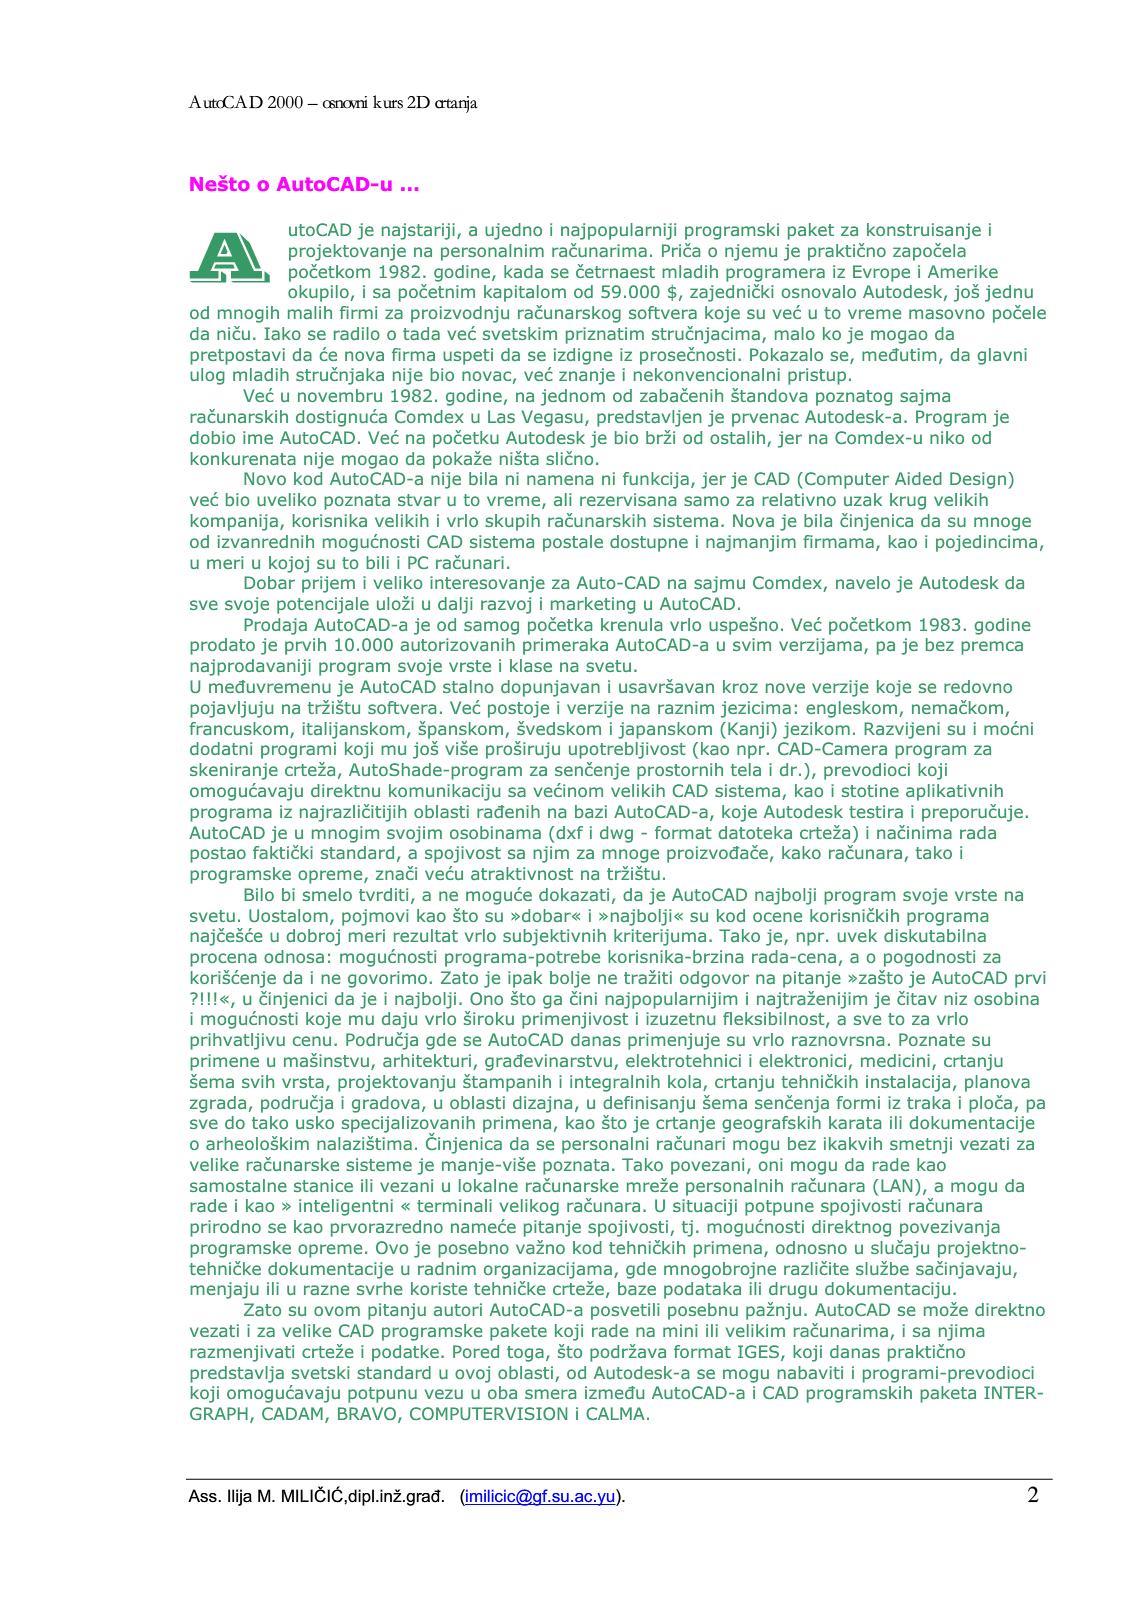 AutoCAD 2000 – osnovni kurs 2D crtanja
Nešto o AutoCAD-u ...
AutoCAD je najstariji, a ujedno i najpopularniji programski paket za konstruisanje i
projektovanje na personalnim računarima. Priča o njemu je praktično započela
početkom 1982. godine, kada se četrnaest mladih programera iz Evrope i Amerike
okupilo, i sa početnim kapitalom od 59.000 $, zajednički osnovalo Autodesk, još jednu
od mnogih malih firmi za proizvodnju računarskog softvera koje su već u to vreme masovno počele
da niču. Iako se radilo o tada već svetskim priznatim stručnjacima, malo ko je mogao da
pretpostavi da će nova firma uspeti da se izdigne iz prosečnosti. Pokazalo se, međutim, da glavni
ulog mladih stručnjaka nije bio novac, već znanje i nekonvencionalni pristup.
Već u novembru 1982. godine, na jednom od zabačenih štandova poznatog sajma
računarskih dostignuća Comdex u Las Vegasu, predstavljen je prvenac Autodesk-a. Program je
dobio ime AutoCAD. Već na početku Autodesk je bio brži od ostalih, jer na Comdex-u niko od
konkurenata nije mogao da pokaže ništa slično.
Novo kod AutoCAD-a nije bila ni namena ni funkcija, jer je CAD (Computer Aided Design)
već bio uveliko poznata stvar u to vreme, ali rezervisana samo za relativno uzak krug velikih
kompanija, korisnika velikih i vrlo skupih računarskih sistema. Nova je bila činjenica da su mnoge
od izvanrednih mogućnosti CAD sistema postale dostupne i najmanjim firmama, kao i pojedincima,
u meri u kojoj su to bili i PC računari.
Dobar prijem i veliko interesovanje za Auto-CAD na sajmu Comdex, navelo je Autodesk da
sve svoje potencijale uloži u dalji razvoj i marketing u AutoCAD.
Prodaja AutoCAD-a je od samog početka krenula vrlo uspešno. Već početkom 1983. godine
prodato je prvih 10.000 autorizovanih primeraka AutoCAD-a u svim verzijama, pa je bez premca
najprodavaniji program svoje vrste i klase na svetu.
U međuvremenu je AutoCAD stalno dopunjavan i usavršavan kroz nove verzije koje se redovno
pojavljuju na tržištu softvera. Već postoje i verzije na raznim jezicima: engleskom, nemačkom,
francuskom, italijanskom, španskom, švedskom i japanskom (Kanji) jezikom. Razvijeni su i moćni
dodatni programi koji mu još više proširuju upotrebljivost (kao npr. CAD-Camera program za
skeniranje crteža, AutoShade-program za senčenje prostornih tela i dr.), prevodioci koji
omogućavaju direktnu komunikaciju sa većinom velikih CAD sistema, kao i stotine aplikativnih
programa iz najrazličitijih oblasti rađenih na bazi AutoCAD-a, koje Autodesk testira i preporučuje.
AutoCAD je u mnogim svojim osobinama (dxf i dwg - format datoteka crteža) i načinima rada
postao faktički standard, a spojivost sa njim za mnoge proizvođače, kako računara, tako i
programske opreme, znači veću atraktivnost na tržištu.
Bilo bi smelo tvrditi, a ne moguće dokazati, da je AutoCAD najbolji program svoje vrste na
svetu. Uostalom, pojmovi kao što su »dobar« i »najbolji« su kod ocene korisničkih programa
najčešće u dobroj meri rezultat vrlo subjektivnih kriterijuma. Tako je, npr. uvek diskutabilna
procena odnosa: mogućnosti programa-potrebe korisnika-brzina rada-cena, a o pogodnosti za
korišćenje da i ne govorimo. Zato je ipak bolje ne tražiti odgovor na pitanje »zašto je AutoCAD prvi
?!!!«, u činjenici da je i najbolji. Ono što ga čini najpopularnijim i najtraženijim je čitav niz osobina
i mogućnosti koje mu daju vrlo široku primenjivost i izuzetnu fleksibilnost, a sve to za vrlo
prihvatljivu cenu. Područja gde se AutoCAD danas primenjuje su vrlo raznovrsna. Poznate su
primene u mašinstvu, arhitekturi, građevinarstvu, elektrotehnici i elektronici, medicini, crtanju
šema svih vrsta, projektovanju štampanih i integralnih kola, crtanju tehničkih instalacija, planova
zgrada, područja i gradova, u oblasti dizajna, u definisanju šema senčenja formi iz traka i ploča, pa
sve do tako usko specijalizovanih primena, kao što je crtanje geografskih karata ili dokumentacije
o arheološkim nalazištima. Činjenica da se personalni računari mogu bez ikakvih smetnji vezati za
velike računarske sisteme je manje-više poznata. Tako povezani, oni mogu da rade kao
samostalne stanice ili vezani u lokalne računarske mreže personalnih računara (LAN), a mogu da
rade i kao » inteligentni « terminali velikog računara. U situaciji potpune spojivosti računara
prirodno se kao prvorazredno nameće pitanje spojivosti, tj. mogućnosti direktnog povezivanja
programske opreme. Ovo je posebno važno kod tehničkih primena, odnosno u slučaju projektno-
tehničke dokumentacije u radnim organizacijama, gde mnogobrojne različite službe sačinjavaju,
menjaju ili u razne svrhe koriste tehničke crteže, baze podataka ili drugu dokumentaciju.
Zato su ovom pitanju autori AutoCAD-a posvetili posebnu pažnju. AutoCAD se može direktno
vezati i za velike CAD programske pakete koji rade na mini ili velikim računarima, i sa njima
razmenjivati crteže i podatke. Pored toga, što podržava format IGES, koji danas praktično
predstavlja svetski standard u ovoj oblasti, od Autodesk-a se mogu nabaviti i programi-prevodioci
koji omogućavaju potpunu vezu u oba smera između AutoCAD-a i CAD programskih paketa INTER-
GRAPH, CADAM, BRAVO, COMPUTERVISION i CALMA.
Ass. Ilija M. MILIČIĆ,dipl.inž.građ. (imilicic@gf.su.ac.yu). 2